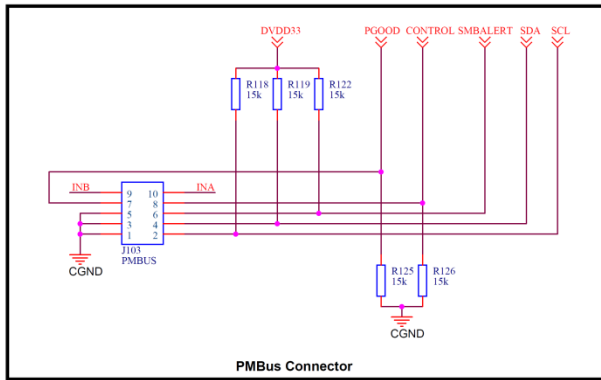 DVDD33
PGOOD
CONTROL
SMBALERT
SDA
SCL
R118
15k
R119
15k
R122
15k
INB
9
10
INA
7
8
5
6
3
4
1
2
J103
PMBUS
CGND
R125
15k
R126
15k
CGND
PMBus Connector